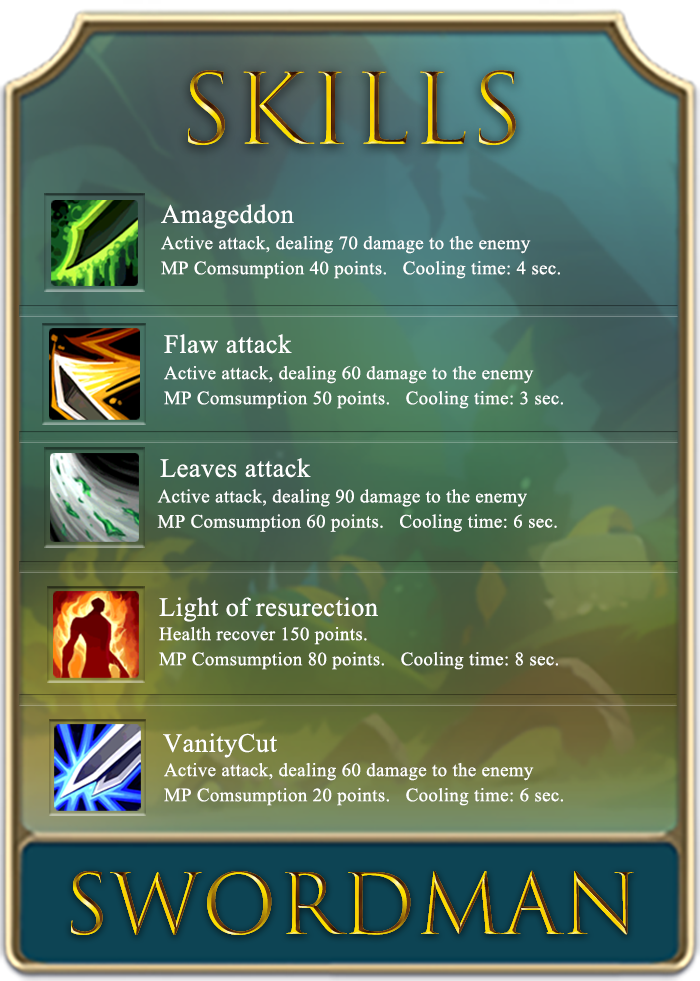 SKILLS
Amageddon
Active attack, dealing 70 damage to the enemy
MP Comsumption 40 points. Cooling time: 4 sec.
Flaw attack
Active attack, dealing 60 damage to the enemy
MP Comsumption 50 points. Cooling time: 3 sec.
Leaves attack
Active attack, dealing 90 damage to the enemy
MP Comsumption 60 points. Cooling time: 6 sec.
Light of resurection
Health recover 150 points.
MP Comsumption 80 points. Cooling time: 8 sec.
VanityCut
Active attack, dealing 60 damage to the enemy
MP Comsumption 20 points. Cooling time: 6 sec.
SWORDMAN